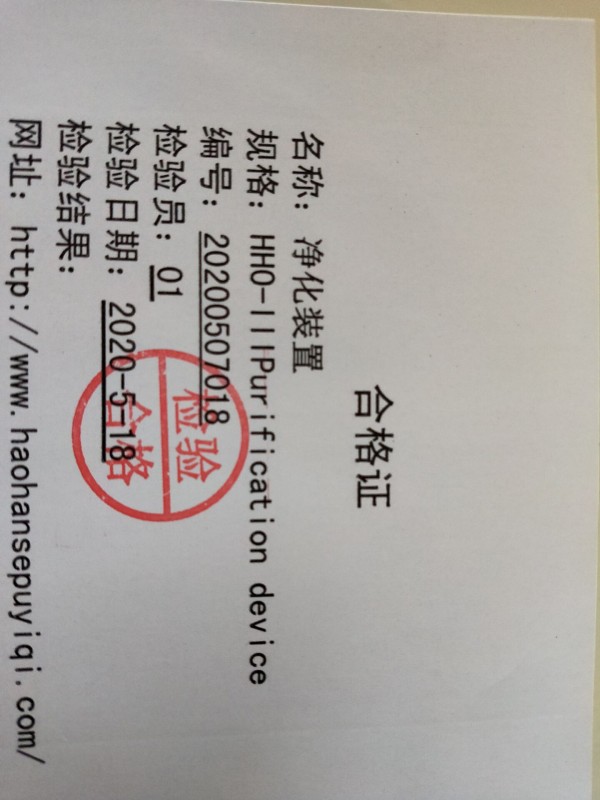 合格证
名称: 净化装置
规格: HHO-IIIPurification device
编号: 20200507018
检验员: 01
检验日期: 2020-5-18
检验结果:
网址: http://www.haohansepuyiqi.com/
检验
合格